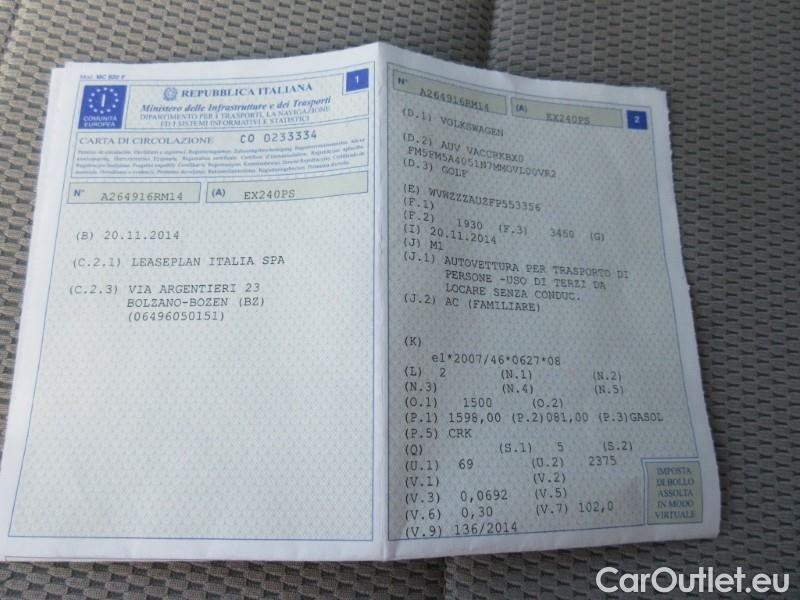 Mod. MC 820 F
1
I
COMUNITÀ
EUROPEA
REPUBBLICA ITALIANA
Ministero delle Infrastrutture e dei Trasporti
DIPARTIMENTO PER I TRASPORTI, LA NAVIGAZIONE
ED I SISTEMI INFORMATIVI E STATISTICI
CARTA DI CIRCOLAZIONE CO 0233334
N° A264916RM14 (A) EX240PS
(B) 20.11.2014
(C.2.1) LEASEPLAN ITALIA SPA
(C.2.3) VIA ARGENTIERI 23
BOLZANO-BOZEN (BZ)
(06496050151)
N° A264916RM14 (A) EX240PS 2
(D.1) VOLKSWAGEN
(D.2) AUV VACCRKBX0
FM5FM5A4051N7MMOVL00VR2
(D.3) GOLF
(E) WVWZZZAUZFP553356
(F.1)
(F.2) 1930 (F.3) 3450 (G)
(I) 20.11.2014
(J) M1
(J.1) AUTOVETTURA PER TRASPORTO DI
PERSONE -USO DI TERZI DA
LOCARE SENZA CONDUC.
(J.2) AC (FAMILIARE)
(K)
e1*2007/46*0627*08
(L) 2 (N.1) (N.2)
(N.3) (N.4) (N.5)
(O.1) 1500 (O.2)
(P.1) 1598,00 (P.2)081,00 (P.3)GASOL
(P.5) CRK
(Q) (S.1) 5 (S.2)
(U.1) 69 (U.2) 2375
(V.1) (V.2)
(V.3) 0,0692 (V.5)
(V.6) 0,30 (V.7) 102,0
(V.9) 136/2014
IMPOSTA
DI BOLLO
ASSOLTA
IN MODO
VIRTUALE
CarOutlet.eu